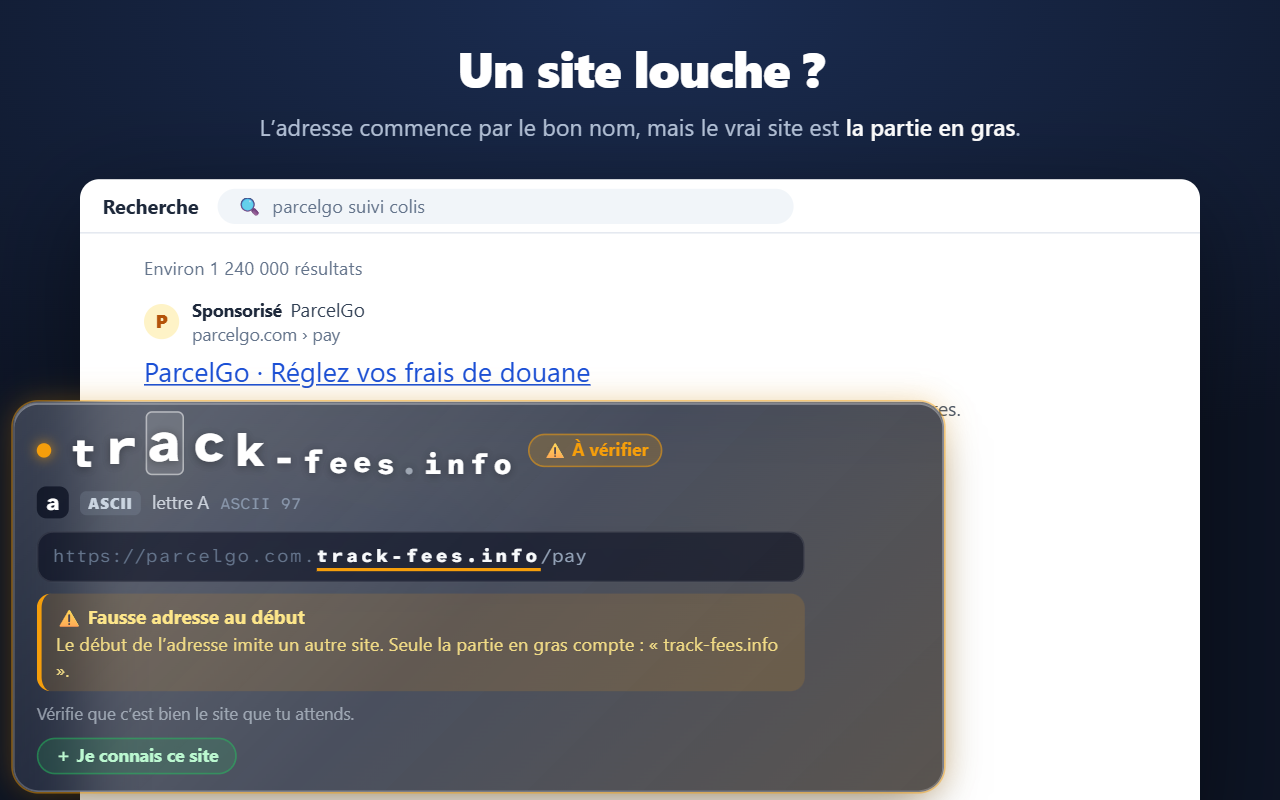 Un site louche ?
L’adresse commence par le bon nom, mais le vrai site est la partie en gras.
Recherche
parcelgo suivi colis
Environ 1 240 000 résultats
P
Sponsorisé ParcelGo
parcelgo.com › pay
ParcelGo · Réglez vos frais de douane
track-fees.info
À vérifier
a ASCII lettre A ASCII 97
https://parcelgo.com.track-fees.info/pay
Fausse adresse au début
Le début de l’adresse imite un autre site. Seule la partie en gras compte : « track-fees.info
».
Vérifie que c’est bien le site que tu attends.
+ Je connais ce site